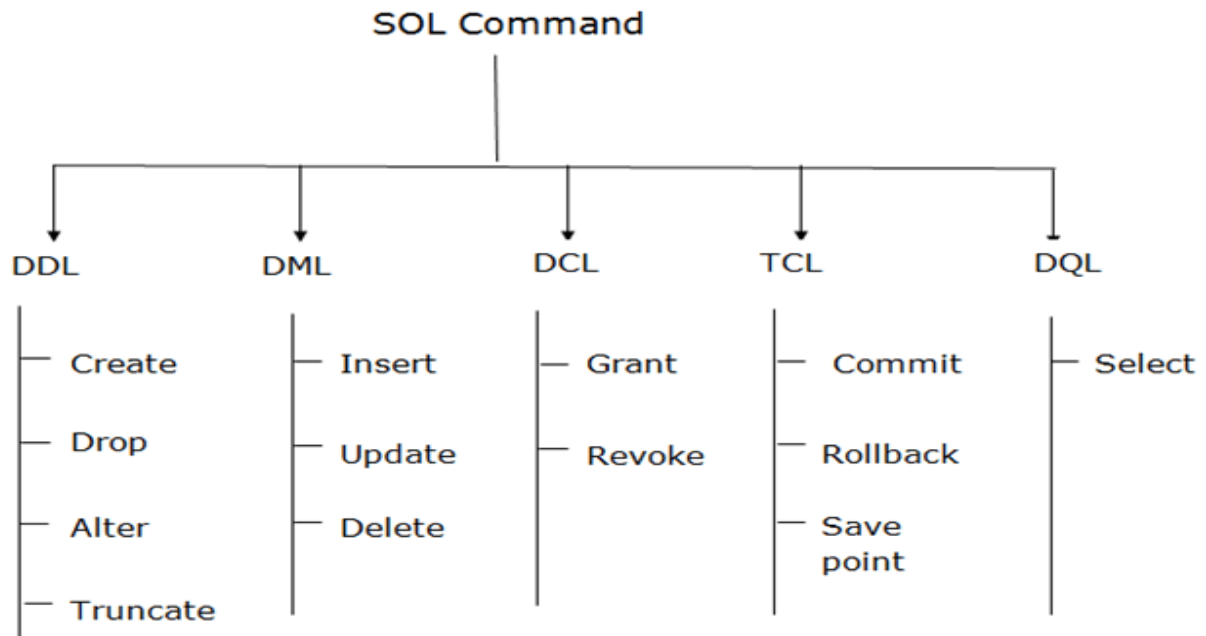 SOL Command
DDL
DML
DCL
TCL
DQL
Create
Drop
Alter
Truncate
Insert
Update
Delete
Grant
Revoke
Commit
Rollback
Save
point
Select